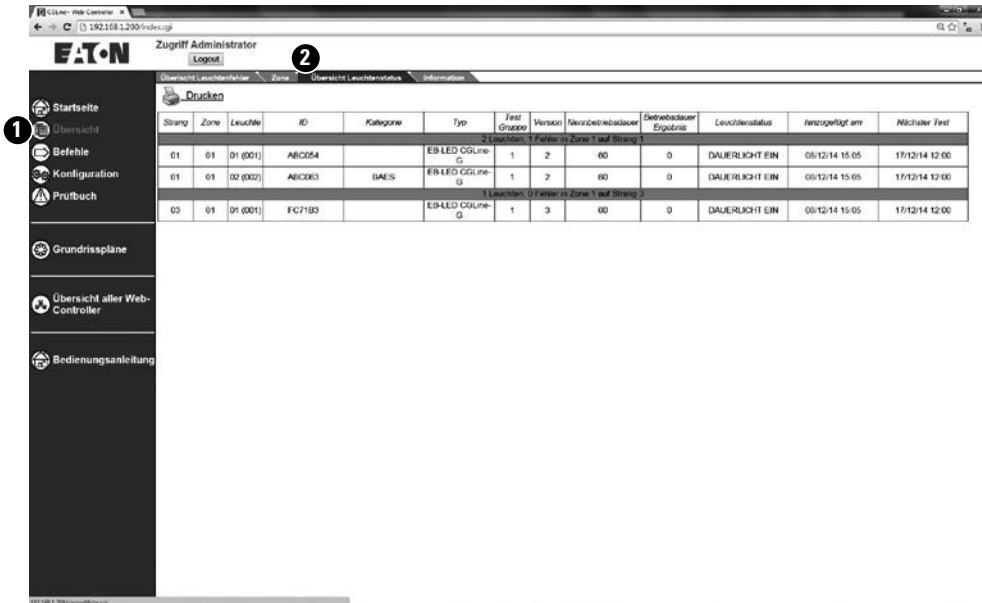 CGLine+ Web-Controller
192.168.1.200/index.cgi
EATON
Zugriff Administrator
Logout
2
Überischt Leuchtenfehler Zone Übersicht Leuchtenstatus Information
Drucken
1
Startseite
Übersicht
Befehle
Konfiguration
Prüfbuch
Grundrisspläne
Übersicht aller Web-
Controller
Bedienungsanleitung
Strang Zone Leuchte ID Kategorie Typ Test Gruppe Version Nennbetriebsdauer Betriebsdauer Ergebnis Leuchtenstatus hinzugefügt am Nächster Test
2 Leuchten, 1 Fehler in Zone 1 auf Strang 1
01 01 01 (001) ABC054 EB-LED CGLine-G 1 2 60 0 DAUERLICHT EIN 08/12/14 15:05 17/12/14 12:00
01 01 02 (002) ABC063 BAES EB-LED CGLine-G 1 2 60 0 DAUERLICHT EIN 08/12/14 15:05 17/12/14 12:00
1 Leuchten, 0 Fehler in Zone 1 auf Strang 3
03 01 01 (001) FC71B3 EB-LED CGLine-G 1 3 60 0 DAUERLICHT EIN 08/12/14 15:05 17/12/14 12:00